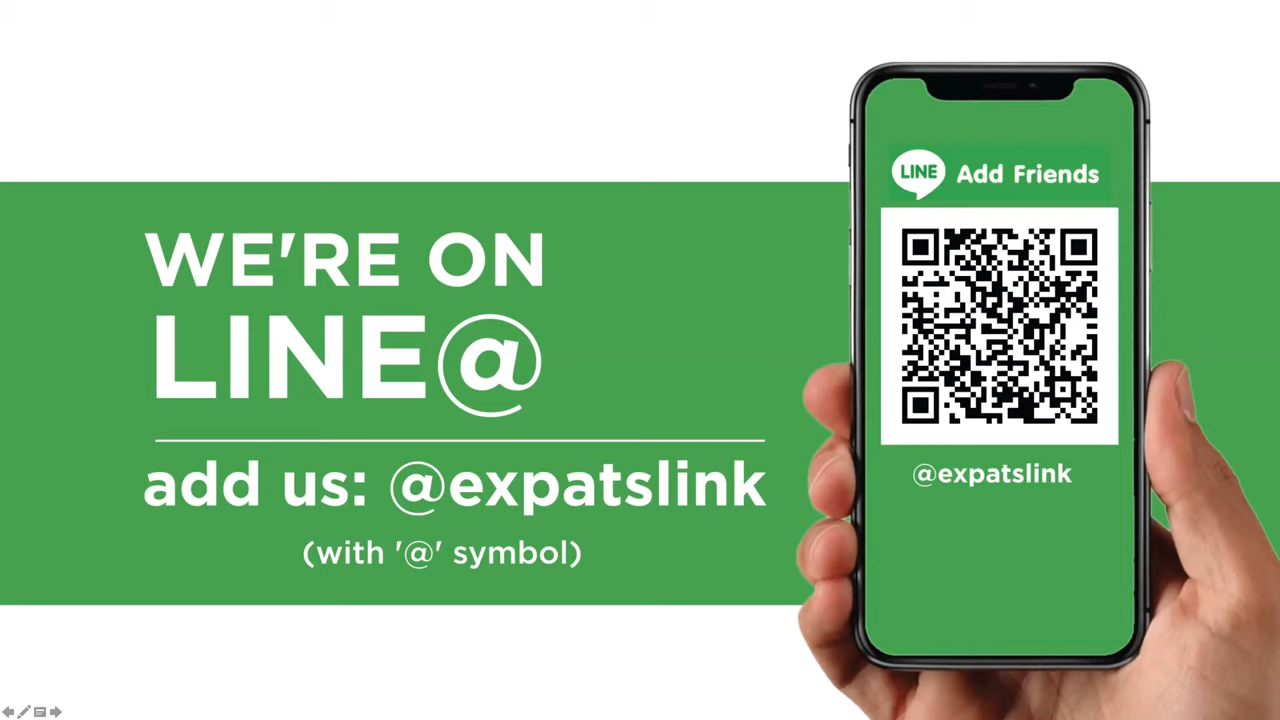 WE'RE ON
LINE@
add us: @expatslink
(with '@' symbol)
LINE Add Friends
@expatslink